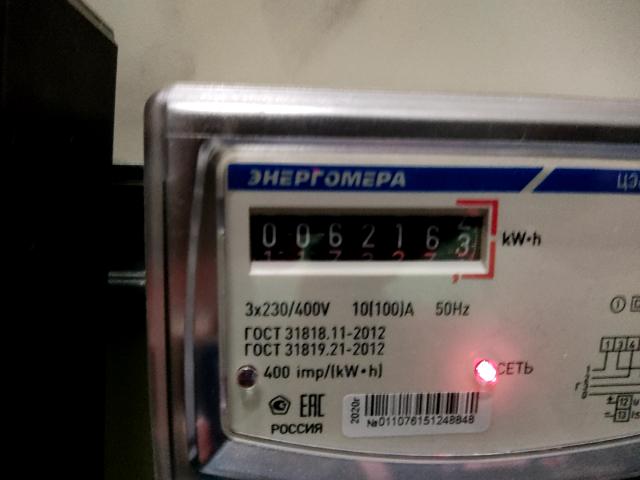 ЭНЕРГОМЕРА
0062163
kW•h
3x230/400V 10(100)A 50Hz
ГОСТ 31818.11-2012
ГОСТ 31819.21-2012
400 imp/(kW•h)
СЕТЬ
ЕАС
РОССИЯ
2020г
№011076151248848